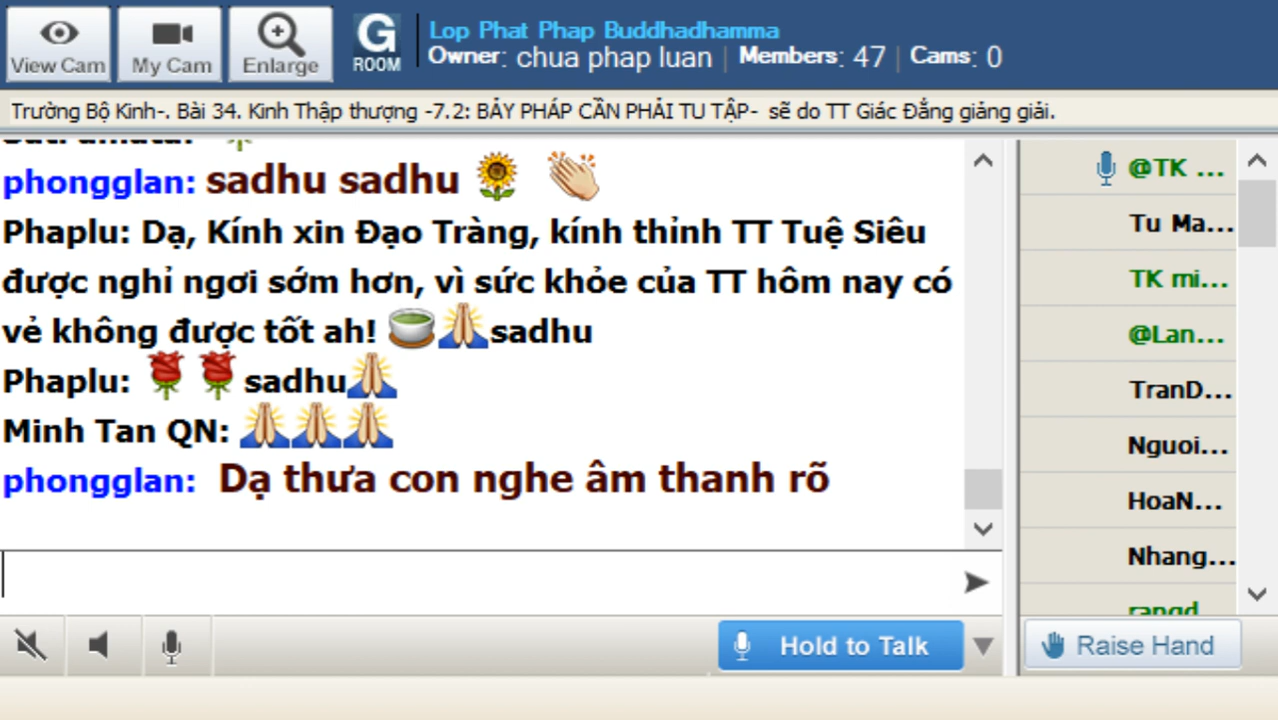 View Cam
My Cam
Enlarge
G
ROOM
Lop Phat Phap Buddhadhamma
Owner: chua phap luan | Members: 47 | Cams: 0
Trường Bộ Kinh-. Bài 34. Kinh Thập thượng -7.2: BẢY PHÁP CẦN PHẢI TU TẬP- sẽ do TT Giác Đẳng giảng giải.
phongglan: sadhu sadhu
Phaplu: Dạ, Kính xin Đạo Tràng, kính thỉnh TT Tuệ Siêu
được nghỉ ngơi sớm hơn, vì sức khỏe của TT hôm nay có
vẻ không được tốt ah! sadhu
Phaplu: sadhu
Minh Tan QN:
phongglan: Dạ thưa con nghe âm thanh rõ
@TK ...
Tu Ma...
TK mi...
@Lan...
TranD...
Nguoi...
HoaN...
Nhang...
Hold to Talk
Raise Hand